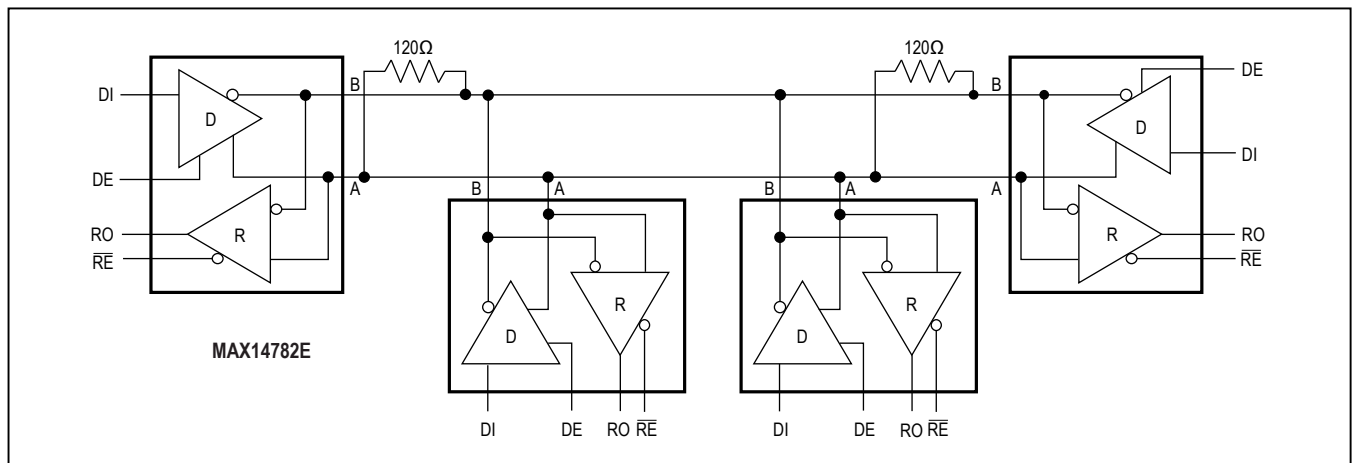 120Ω 120Ω
B B DE
DI D D
DE A B A B A A DI
RO R R RO
RE RE
R R
D D
MAX14782E
DI DE RO RE DI DE RO RE